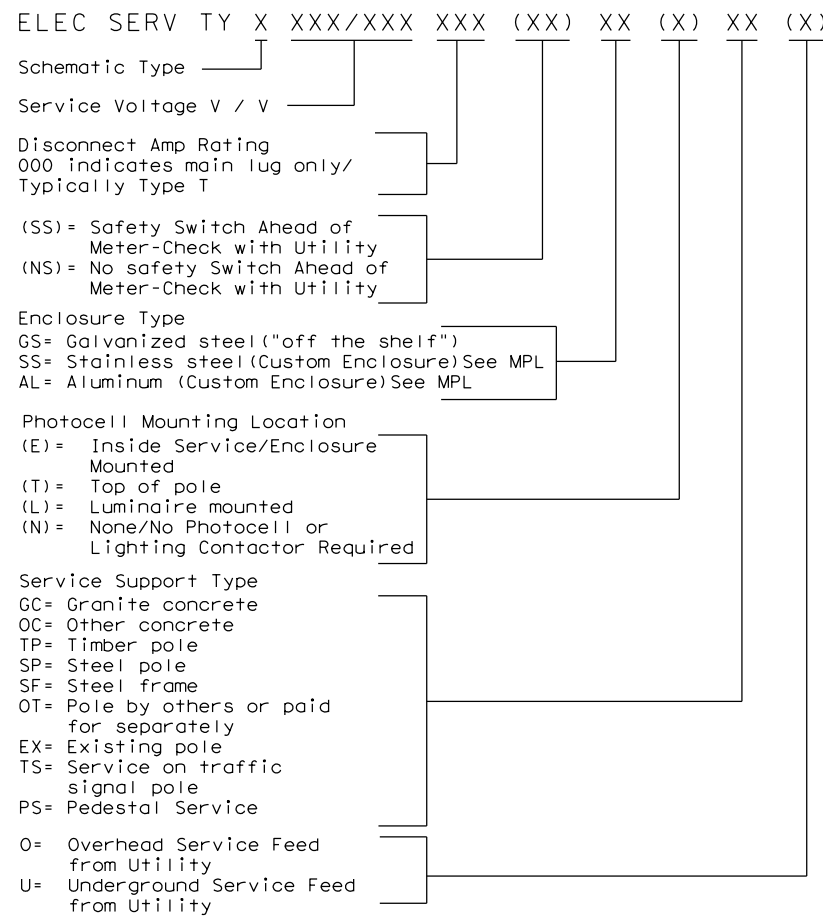 ELEC SERV TY X XXX/XXX XXX (XX) XX (X) XX (X)
Schematic Type
Service Voltage V / V
Disconnect Amp Rating
000 indicates main lug only/
Typically Type T
(SS)= Safety Switch Ahead of
Meter-Check with Utility
(NS)= No safety Switch Ahead of
Meter-Check with Utility
Enclosure Type
GS= Galvanized steel("off the shelf")
SS= Stainless steel(Custom Enclosure)See MPL
AL= Aluminum (Custom Enclosure)See MPL
Photocell Mounting Location
(E)= Inside Service/Enclosure
Mounted
(T)= Top of pole
(L)= Luminaire mounted
(N)= None/No Photocell or
Lighting Contactor Required
Service Support Type
GC= Granite concrete
OC= Other concrete
TP= Timber pole
SP= Steel pole
SF= Steel frame
OT= Pole by others or paid
for separately
EX= Existing pole
TS= Service on traffic
signal pole
PS= Pedestal Service
O= Overhead Service Feed
from Utility
U= Underground Service Feed
from Utility